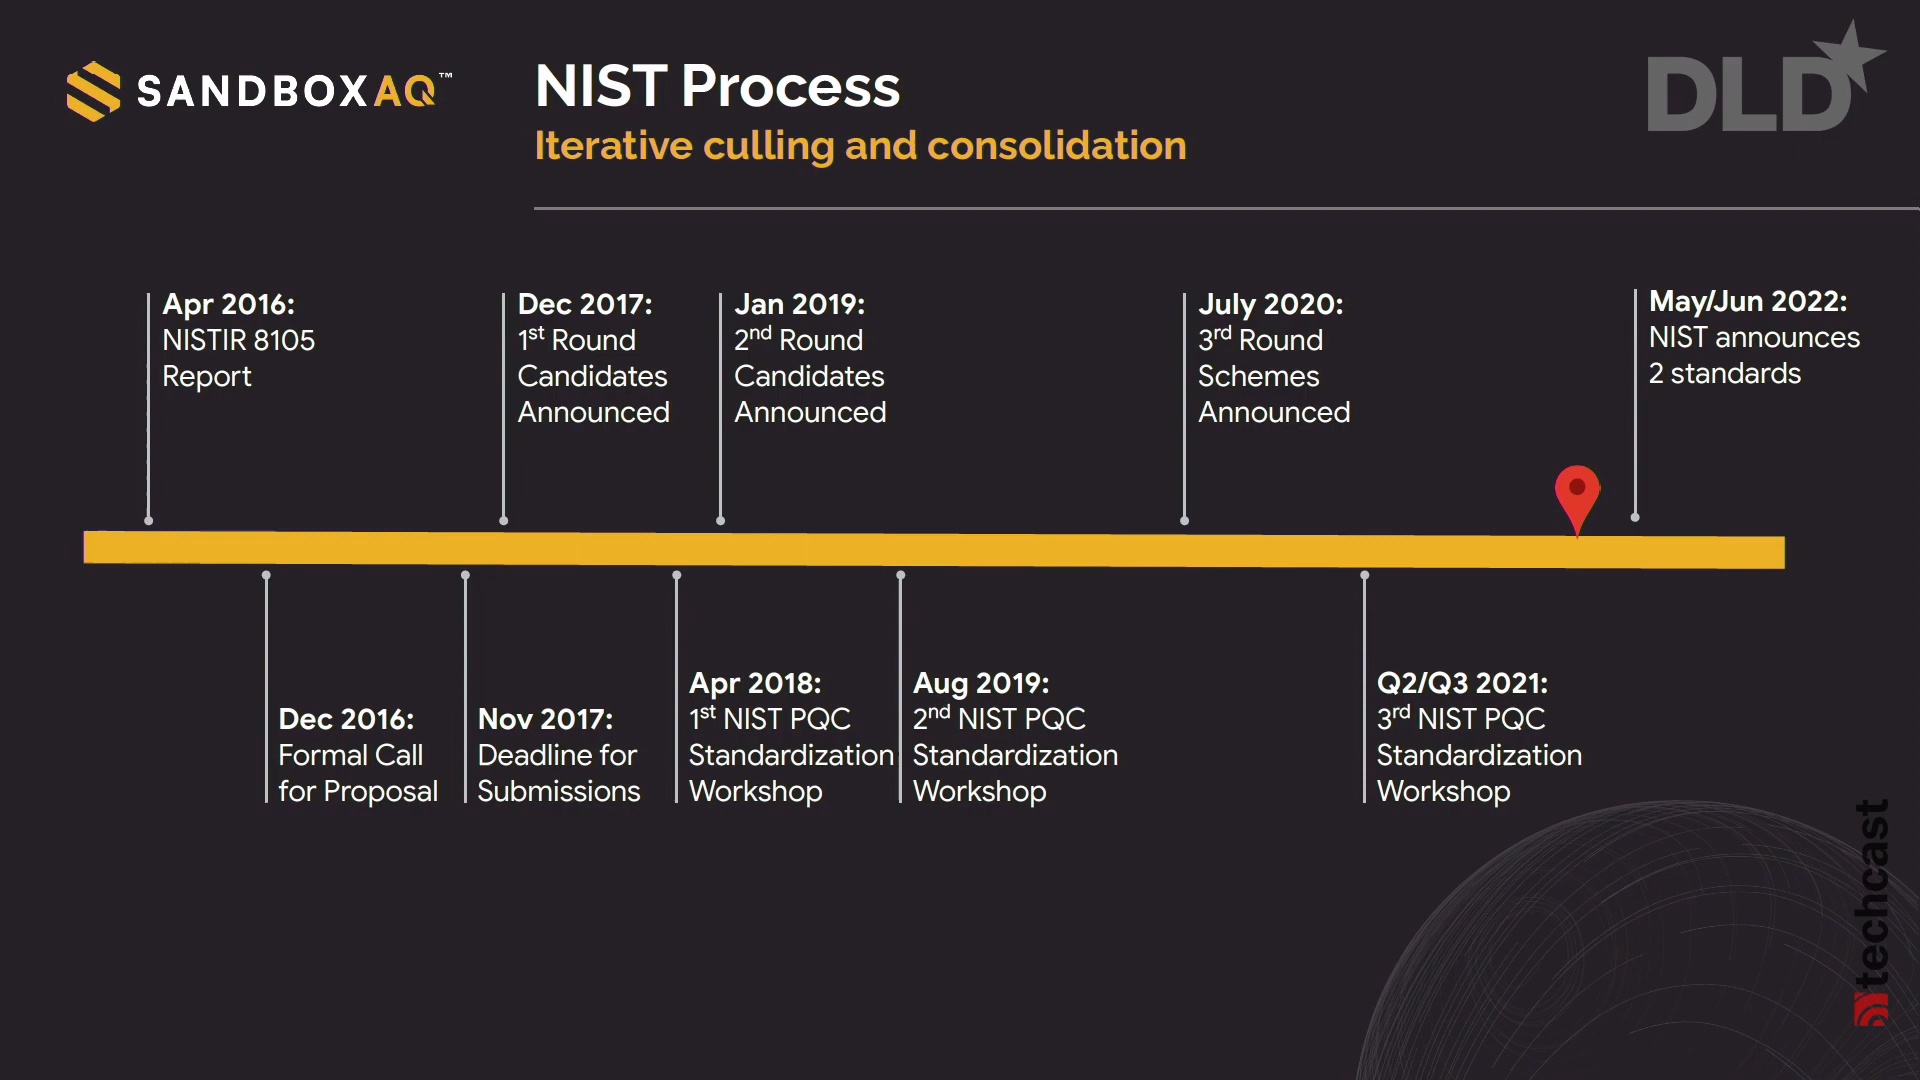 SANDBOXAQ™
NIST Process
DLD
Iterative culling and consolidation
Apr 2016:
NISTIR 8105
Report
Dec 2017:
1st Round
Candidates
Announced
Jan 2019:
2nd Round
Candidates
Announced
July 2020:
3rd Round
Schemes
Announced
May/Jun 2022:
NIST announces
2 standards
Dec 2016:
Formal Call
for Proposal
Nov 2017:
Deadline for
Submissions
Apr 2018:
1st NIST PQC
Standardization
Workshop
Aug 2019:
2nd NIST PQC
Standardization
Workshop
Q2/Q3 2021:
3rd NIST PQC
Standardization
Workshop
techcast